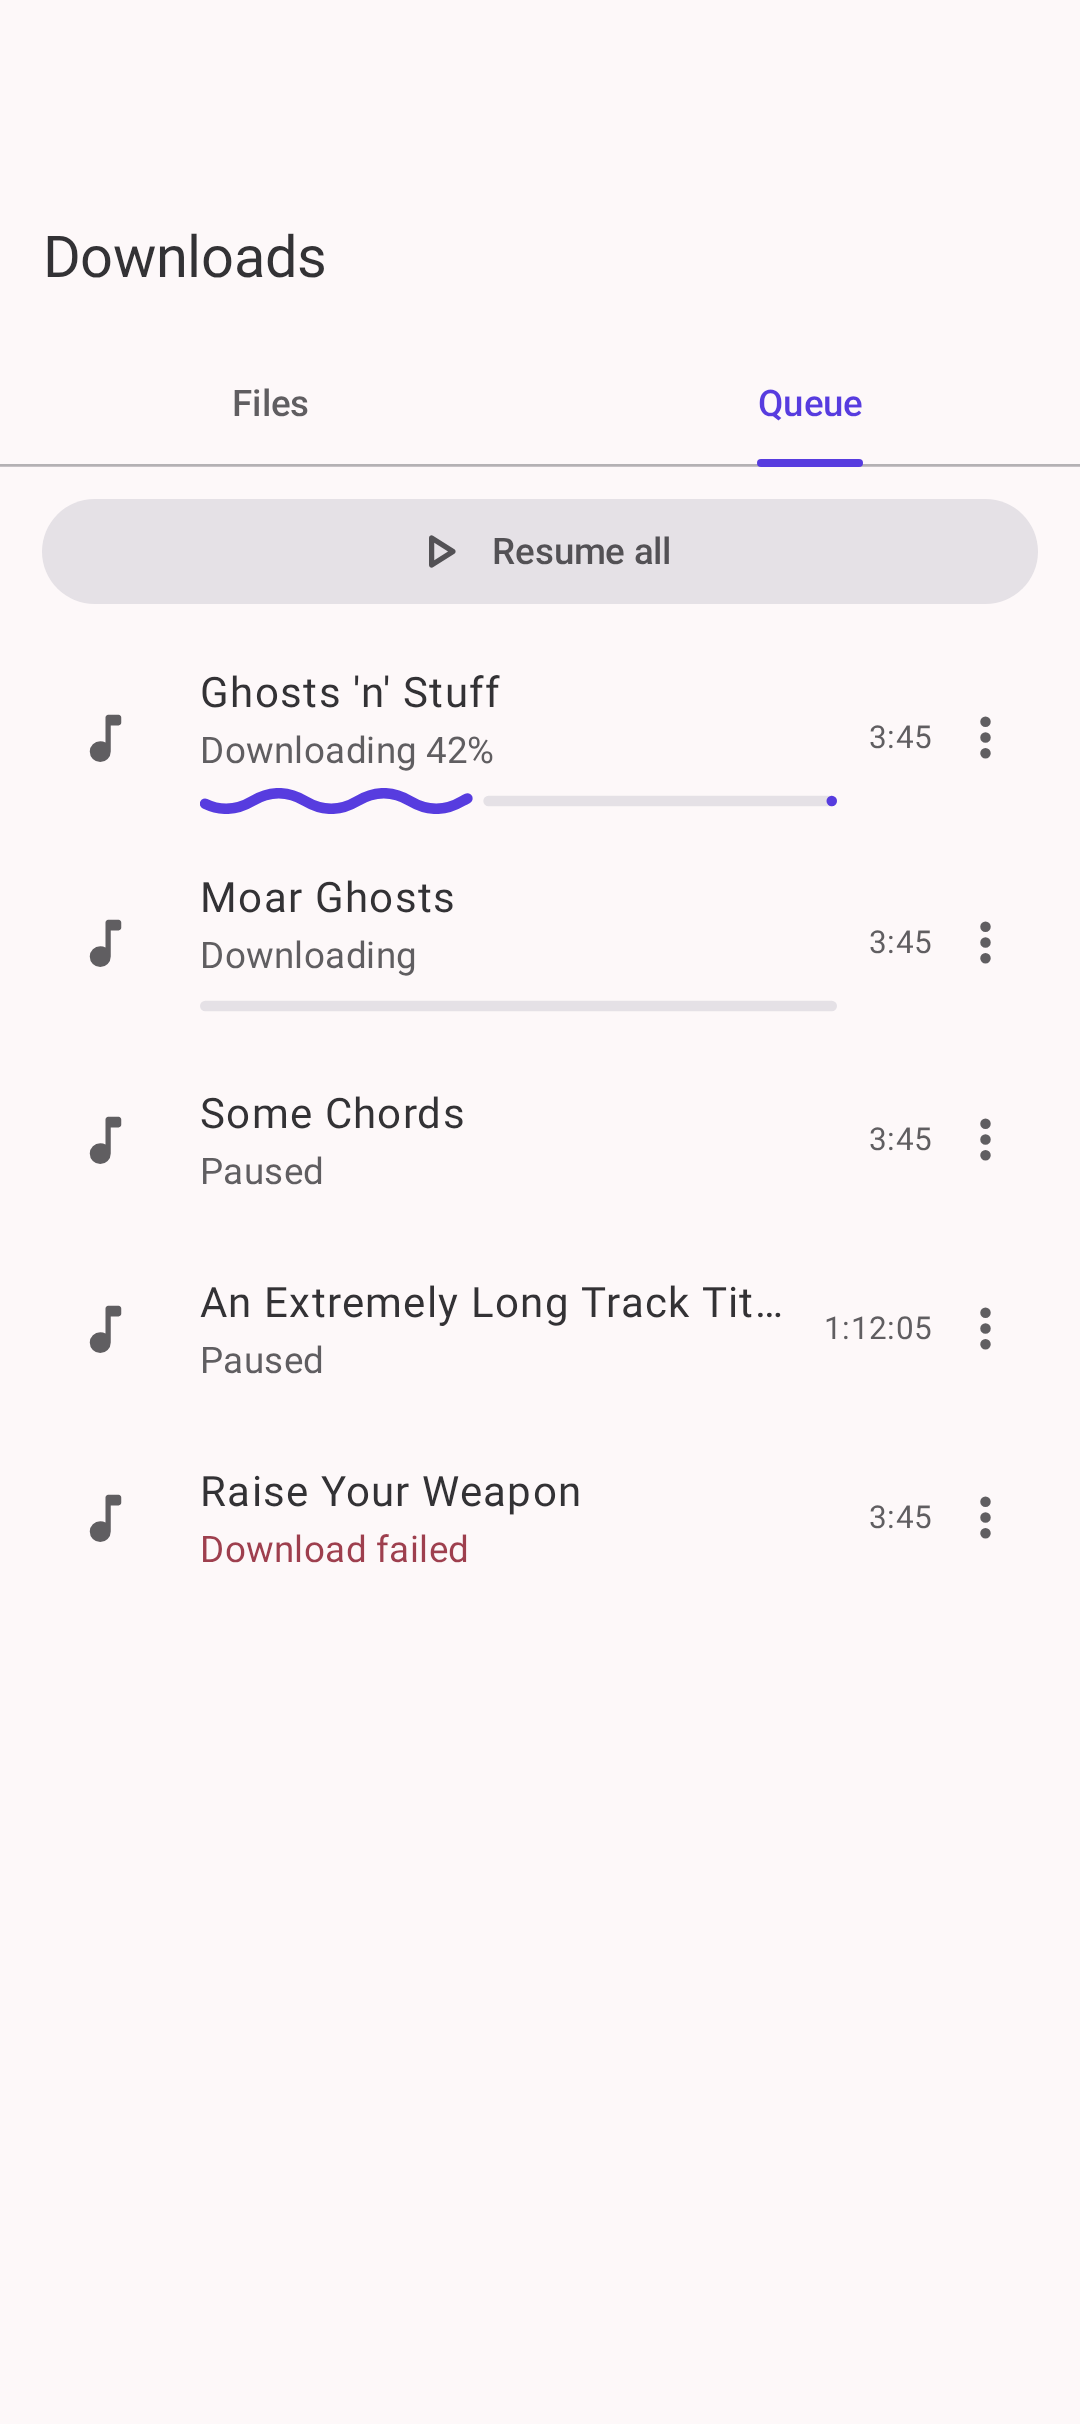 Downloads
Files
Queue
Resume all
Ghosts 'n' Stuff
Downloading 42%
3:45
Moar Ghosts
Downloading
3:45
Some Chords
Paused
3:45
An Extremely Long Track Tit…
Paused
1:12:05
Raise Your Weapon
Download failed
3:45